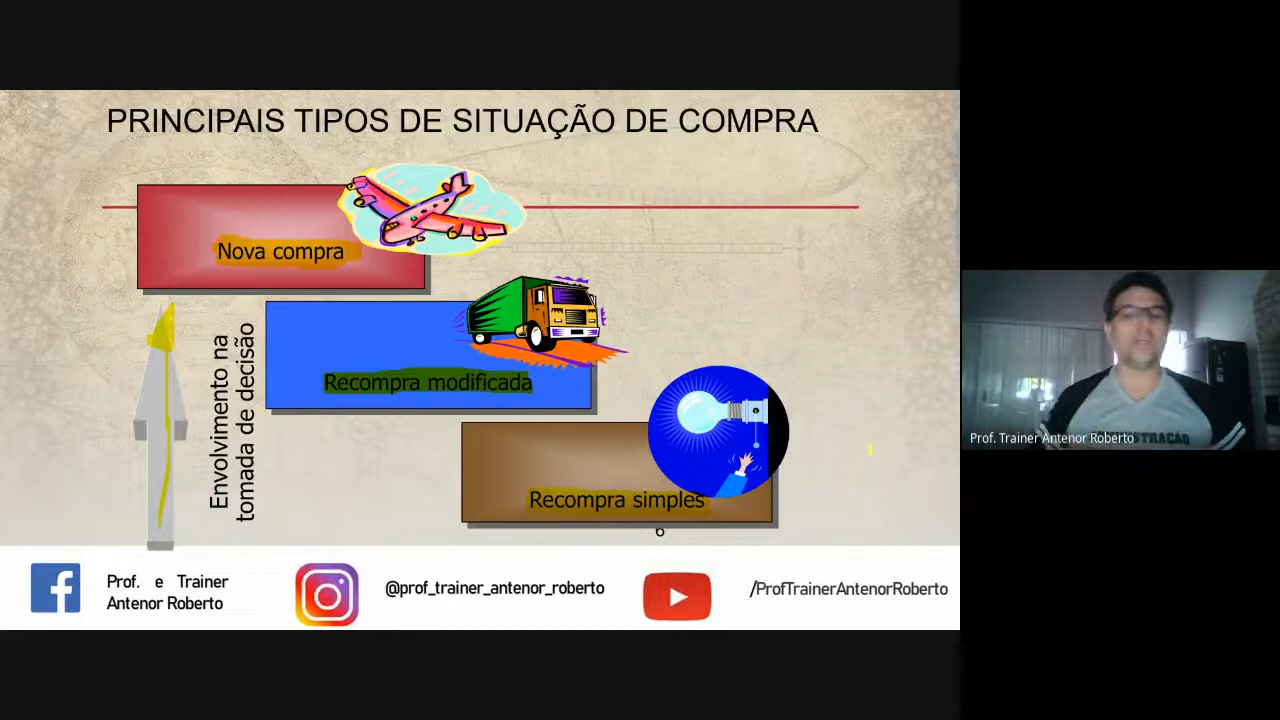 PRINCIPAIS TIPOS DE SITUAÇÃO DE COMPRA
Nova compra
Envolvimento na
tomada de decisão
Recompra modificada
Recompra simples
6
Prof. e Trainer
Antenor Roberto
@prof_trainer_antenor_roberto
/ProfTrainerAntenorRoberto
Prof. Trainer Antenor Roberto